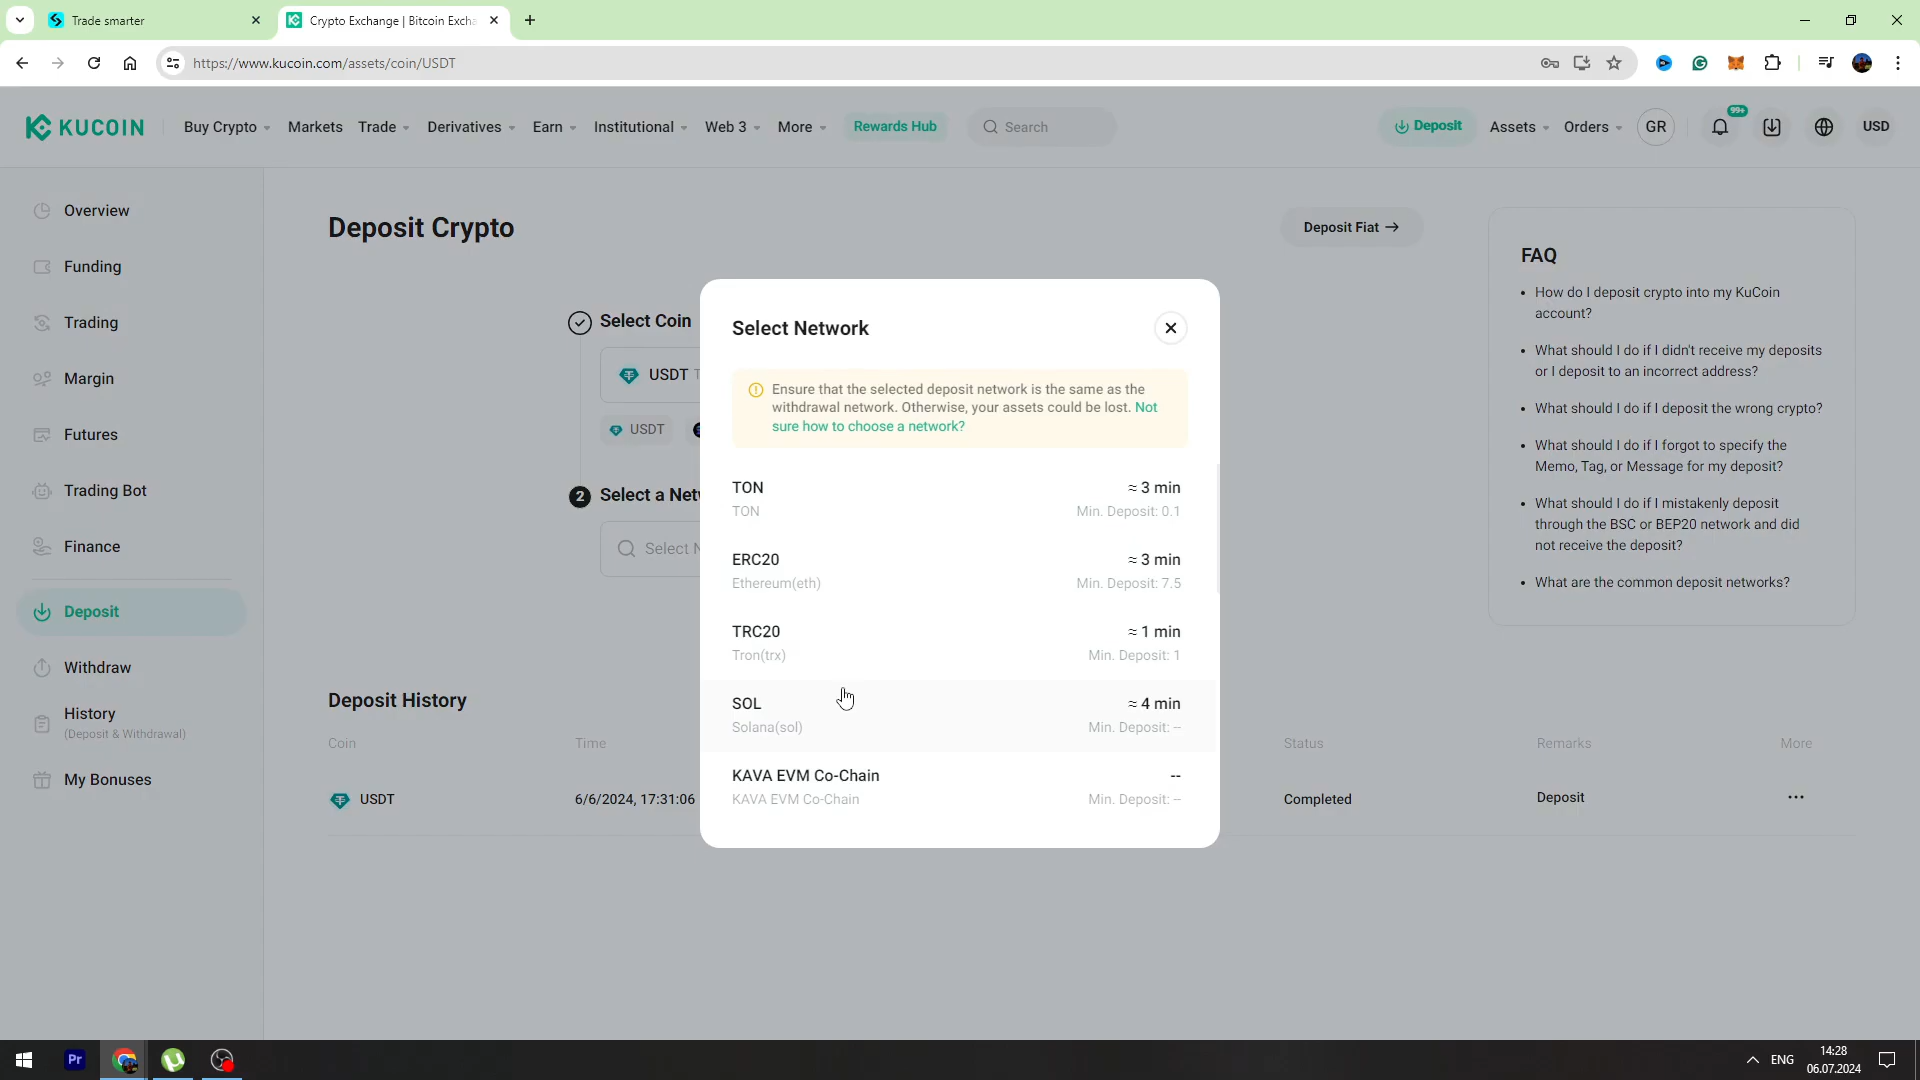 Trade smarter
Crypto Exchange | Bitcoin Excha
https://www.kucoin.com/assets/coin/USDT
KUCOIN
Buy Crypto
Markets
Trade
Derivatives
Earn
Institutional
Web 3
More
Rewards Hub
Search
Deposit
Assets
Orders
GR
99+
USD
Overview
Funding
Trading
Margin
Futures
Trading Bot
Finance
Deposit
Withdraw
History
(Deposit & Withdrawal)
My Bonuses
Deposit Crypto
Deposit Fiat →
Select Coin
USDT T
USDT
2 Select a Netw
Select N
Select Network
Ensure that the selected deposit network is the same as the
withdrawal network. Otherwise, your assets could be lost. Not
sure how to choose a network?
TON ≈ 3 min
TON Min. Deposit: 0.1
ERC20 ≈ 3 min
Ethereum(eth) Min. Deposit: 7.5
TRC20 ≈ 1 min
Tron(trx) Min. Deposit: 1
SOL ≈ 4 min
Solana(sol) Min. Deposit: --
KAVA EVM Co-Chain --
KAVA EVM Co-Chain Min. Deposit: --
FAQ
• How do I deposit crypto into my KuCoin
account?
• What should I do if I didn't receive my deposits
or I deposit to an incorrect address?
• What should I do if I deposit the wrong crypto?
• What should I do if I forgot to specify the
Memo, Tag, or Message for my deposit?
• What should I do if I mistakenly deposit
through the BSC or BEP20 network and did
not receive the deposit?
• What are the common deposit networks?
Deposit History
Coin Time Status Remarks More
USDT 6/6/2024, 17:31:06 Completed Deposit ...
Pr
ENG
14:28
06.07.2024